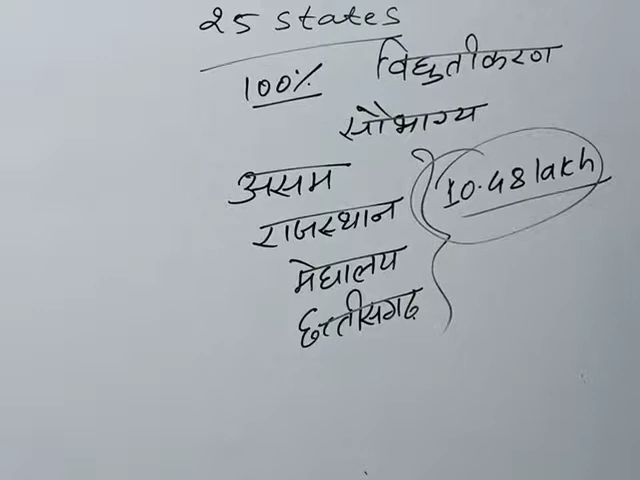 25 states
100% विद्युतीकरण
सौभाग्य
असम
10.48 lakh
राजस्थान
मेघालय
छत्तीसगढ़